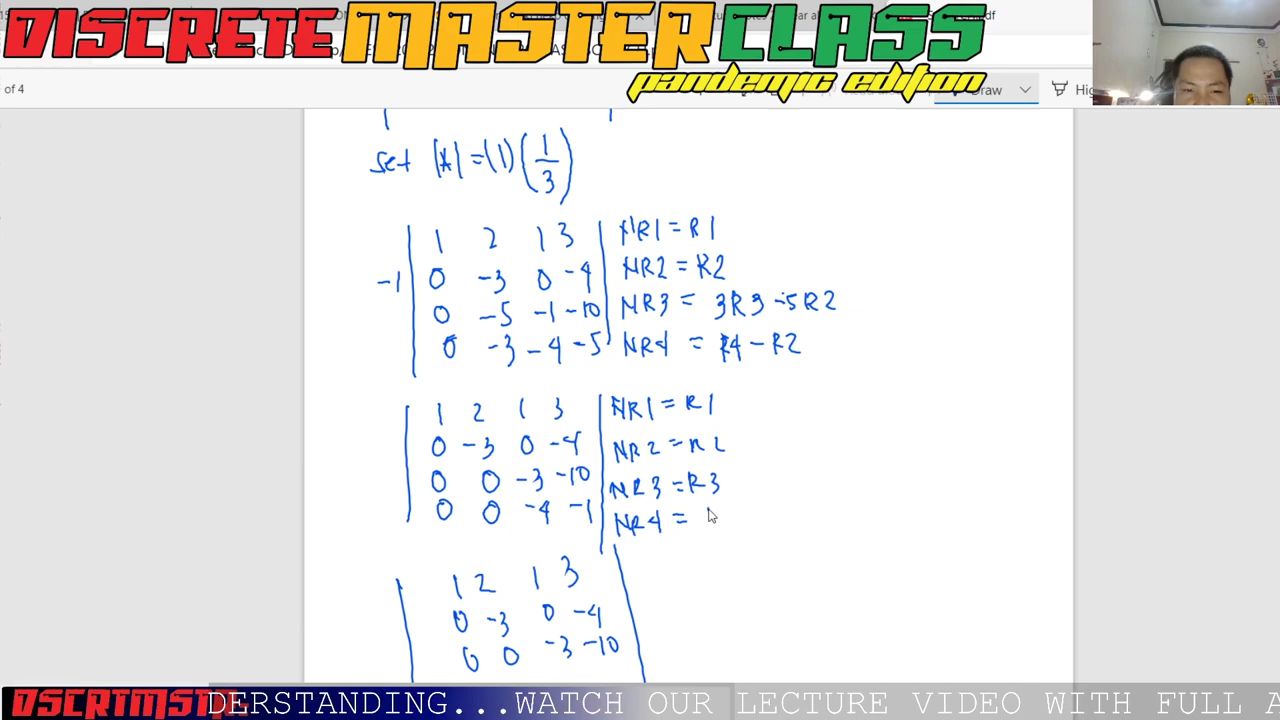 DISCRETE MASTER CLASS
pandemic edition
of 4
Draw
set |A| = (1)(1/3)
1 2 1 3 NR1 = R1
-1 0 -3 0 -4 NR2 = R2
0 -5 -1 -10 NR3 = 3R3 - 5R2
0 -3 -4 -5 NR4 = R4 - R2
1 2 1 3 NR1 = R1
0 -3 0 -4 NR2 = R2
0 0 -3 -10 NR3 = R3
0 0 -4 -1 NR4 =
1 2 1 3
0 -3 0 -4
0 0 -3 -10
DERSTANDING...WATCH OUR LECTURE VIDEO WITH FULL A